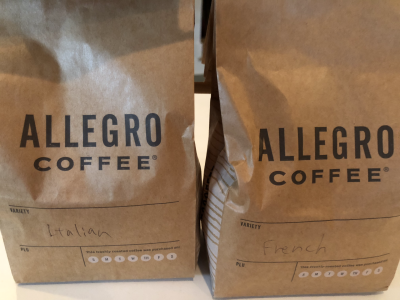 ALLEGRO
COFFEE®
VARIETY
Italian
PLU
ALLEGRO
COFFEE®
VARIETY
French
PLU